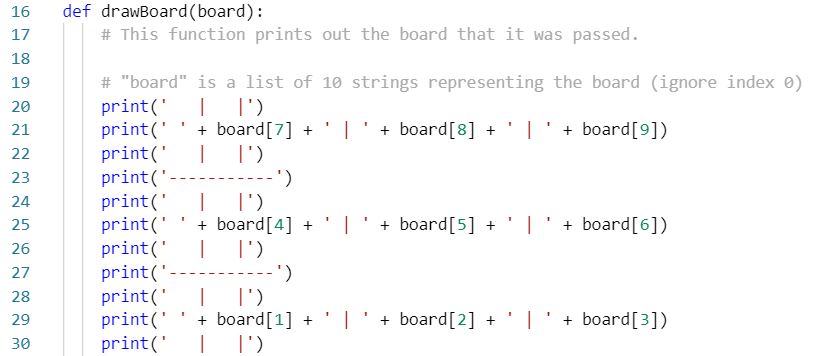 16 def drawBoard(board):
17     # This function prints out the board that it was passed.
18
19     # "board" is a list of 10 strings representing the board (ignore index 0)
20     print('   |   |')
21     print(' ' + board[7] + ' | ' + board[8] + ' | ' + board[9])
22     print('   |   |')
23     print('-----------')
24     print('   |   |')
25     print(' ' + board[4] + ' | ' + board[5] + ' | ' + board[6])
26     print('   |   |')
27     print('-----------')
28     print('   |   |')
29     print(' ' + board[1] + ' | ' + board[2] + ' | ' + board[3])
30     print('   |   |')